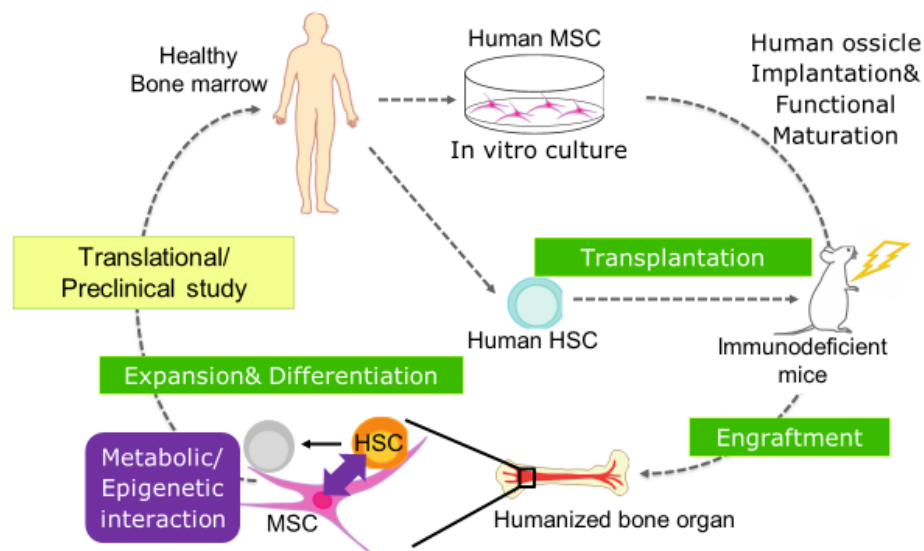 Healthy
Bone marrow
Human MSC
In vitro culture
Human ossicle
Implantation&
Functional
Maturation
Translational/
Preclinical study
Transplantation
Human HSC
Immunodeficient
mice
Expansion& Differentiation
Engraftment
Metabolic/
Epigenetic
interaction
HSC
MSC
Humanized bone organ